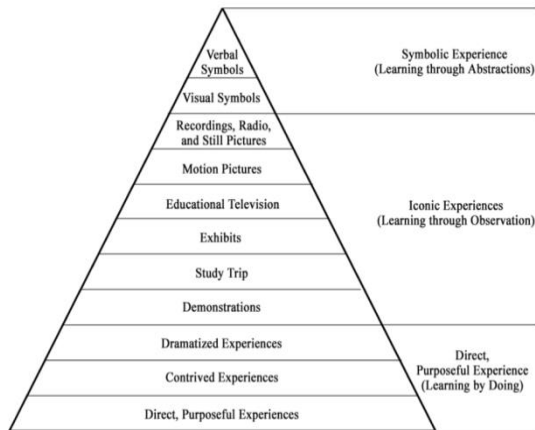 Verbal
Symbols
Visual Symbols
Recordings, Radio,
and Still Pictures
Motion Pictures
Educational Television
Exhibits
Study Trip
Demonstrations
Dramatized Experiences
Contrived Experiences
Direct, Purposeful Experiences
Symbolic Experience
(Learning through Abstractions)
Iconic Experiences
(Learning through Observation)
Direct,
Purposeful Experience
(Learning by Doing)